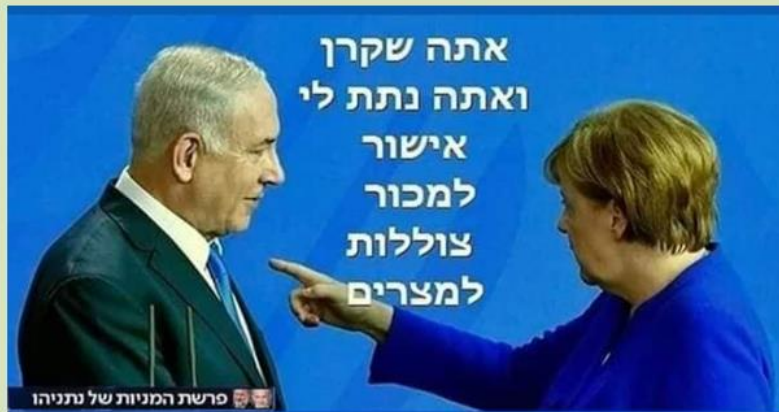 אתה שקרן
ואתה נתת לי
אישור
למכור
צוללות
למצרים
פרשת המניות של נתניהו